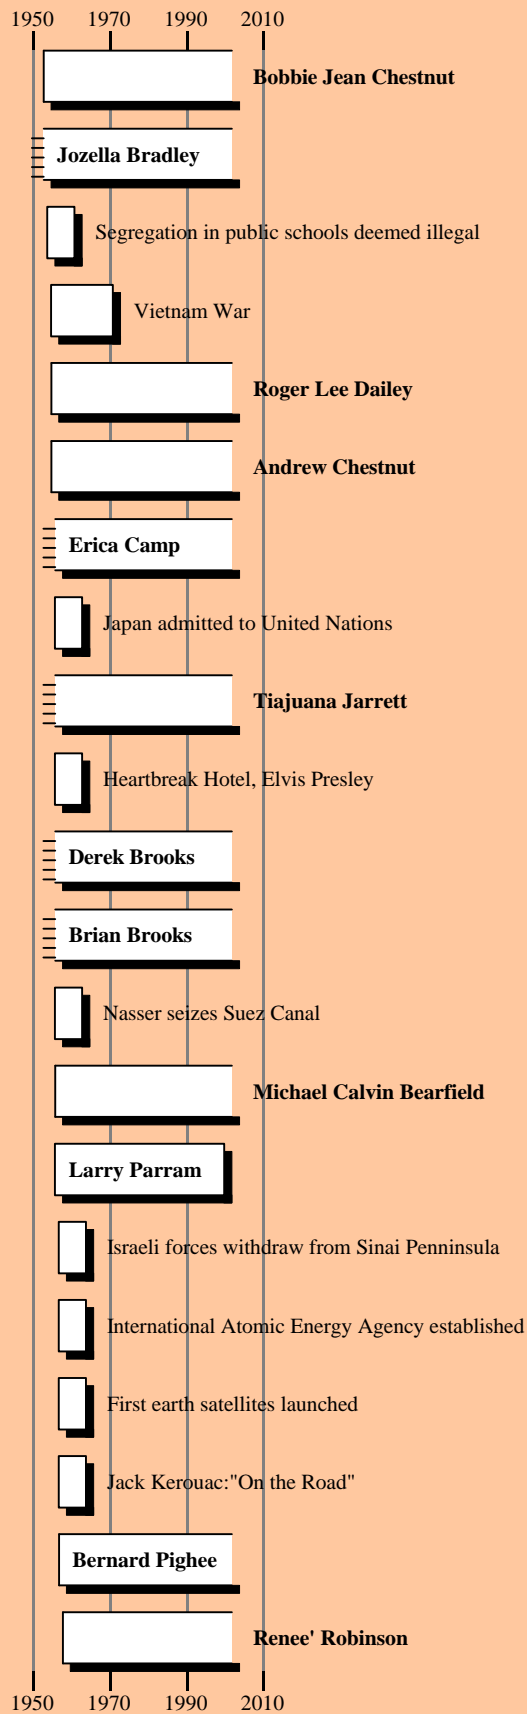 1950 1970 1990 2010
Bobbie Jean Chestnut
Jozella Bradley
Segregation in public schools deemed illegal
Vietnam War
Roger Lee Dailey
Andrew Chestnut
Erica Camp
Japan admitted to United Nations
Tiajuana Jarrett
Heartbreak Hotel, Elvis Presley
Derek Brooks
Brian Brooks
Nasser seizes Suez Canal
Michael Calvin Bearfield
Larry Parram
Israeli forces withdraw from Sinai Penninsula
International Atomic Energy Agency established
First earth satellites launched
Jack Kerouac:"On the Road"
Bernard Pighee
Renee' Robinson
1950 1970 1990 2010